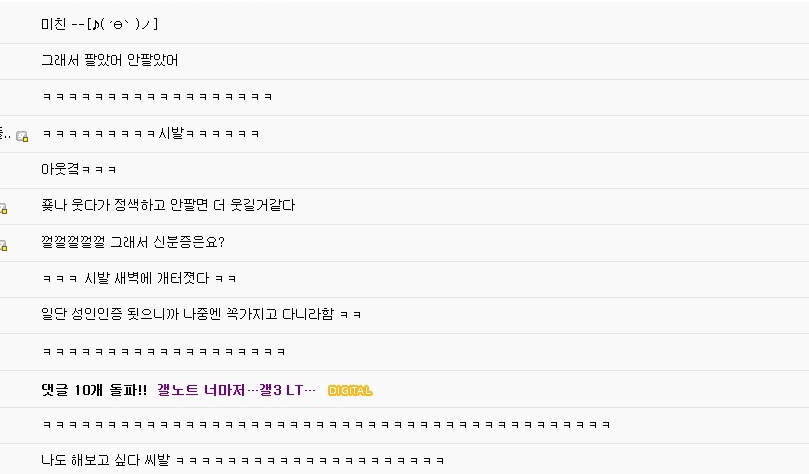 미친 --[♪( ´Θ` )ノ]
그래서 팔았어 안팔았어
ㅋㅋㅋㅋㅋㅋㅋㅋㅋㅋㅋㅋㅋㅋㅋㅋㅋㅋ
ㅋㅋㅋㅋㅋㅋㅋㅋㅋ시발ㅋㅋㅋㅋㅋㅋ
아웃겤ㅋㅋㅋ
좆나 웃다가 정색하고 안팔면 더 웃길거같다
껄껄껄껄껄 그래서 신분증은요?
ㅋㅋㅋ 시발 새벽에 개터졋다 ㅋㅋ
일단 성인인증 됫으니까 나중엔 꼭가지고 다니라함 ㅋㅋ
ㅋㅋㅋㅋㅋㅋㅋㅋㅋㅋㅋㅋㅋㅋㅋㅋㅋㅋㅋ
댓글 10개 돌파!! 갤노트 너마저…갤3 LT… DIGITAL
ㅋㅋㅋㅋㅋㅋㅋㅋㅋㅋㅋㅋㅋㅋㅋㅋㅋㅋㅋㅋㅋㅋㅋㅋㅋㅋㅋㅋㅋㅋㅋㅋㅋㅋㅋㅋㅋㅋㅋㅋㅋㅋㅋㅋ
나도 해보고 싶다 씨발 ㅋㅋㅋㅋㅋㅋㅋㅋㅋㅋㅋㅋㅋㅋㅋㅋㅋㅋㅋㅋㅋ